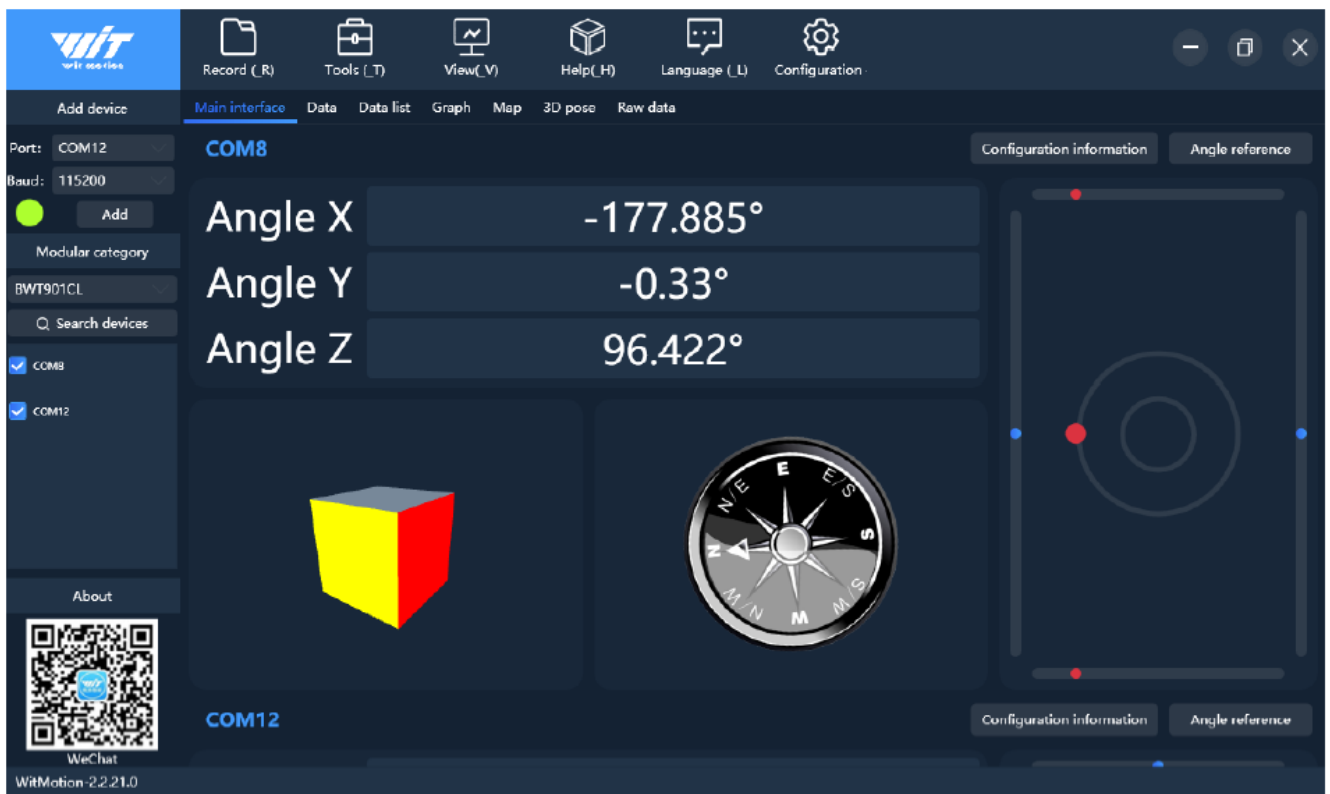 WiT
wit motion
Record (_R)
Tools (_T)
View(_V)
Help(_H)
Language (_L)
Configuration
Add device
Main interface
Data
Data list
Graph
Map
3D pose
Raw data
Port:
COM12
Baud:
115200
Add
Modular category
BWT901CL
Search devices
COM8
COM12
About
WeChat
WitMotion-2.2.21.0
COM8
Configuration information
Angle reference
Angle X
-177.885°
Angle Y
-0.33°
Angle Z
96.422°
E
E/S
S
S/W
W
W/N
N
N/E
COM12
Configuration information
Angle reference